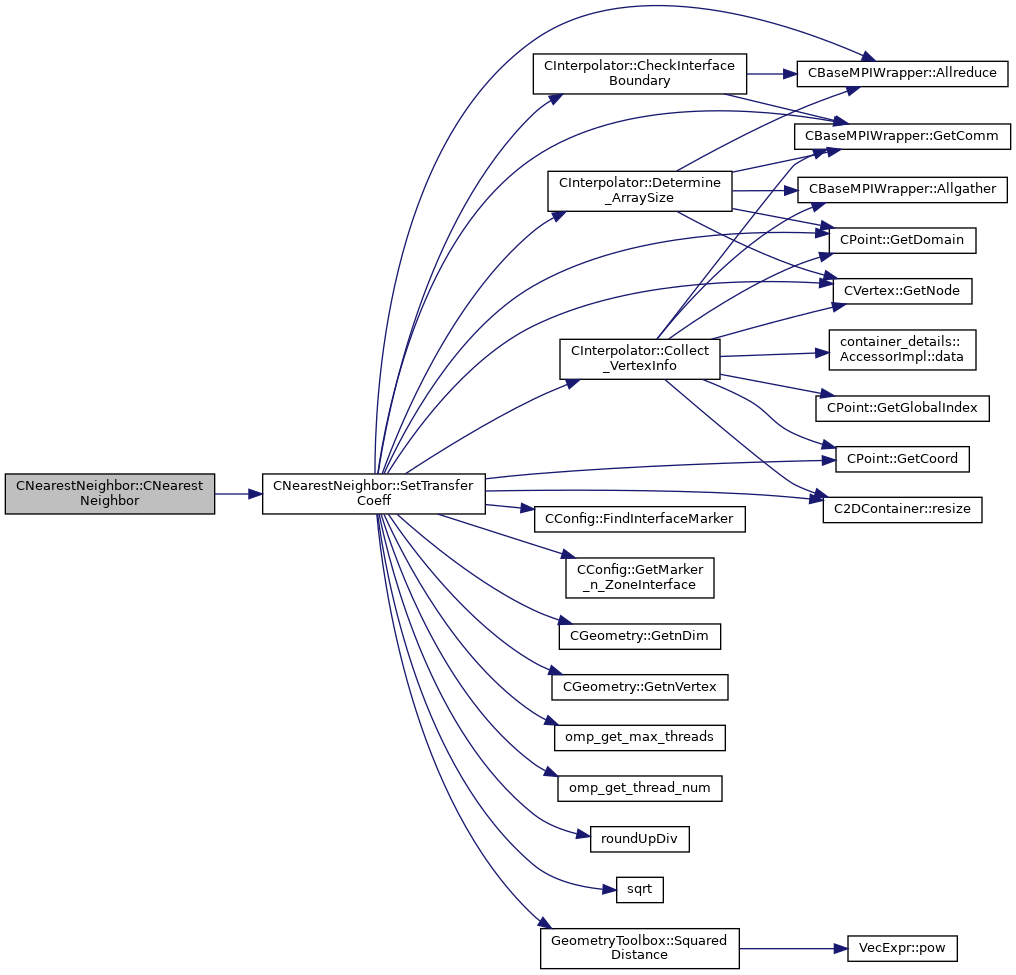 CNearestNeighbor::CNearest
Neighbor
CNearestNeighbor::SetTransfer
Coeff
CBaseMPIWrapper::Allreduce
CInterpolator::CheckInterface
Boundary
CBaseMPIWrapper::GetComm
CInterpolator::Determine
_ArraySize
CBaseMPIWrapper::Allgather
CPoint::GetDomain
CVertex::GetNode
CInterpolator::Collect
_VertexInfo
container_details::
AccessorImpl::data
CPoint::GetGlobalIndex
CPoint::GetCoord
C2DContainer::resize
CConfig::FindInterfaceMarker
CConfig::GetMarker
_n_ZoneInterface
CGeometry::GetnDim
CGeometry::GetnVertex
omp_get_max_threads
omp_get_thread_num
roundUpDiv
sqrt
GeometryToolbox::Squared
Distance
VecExpr::pow